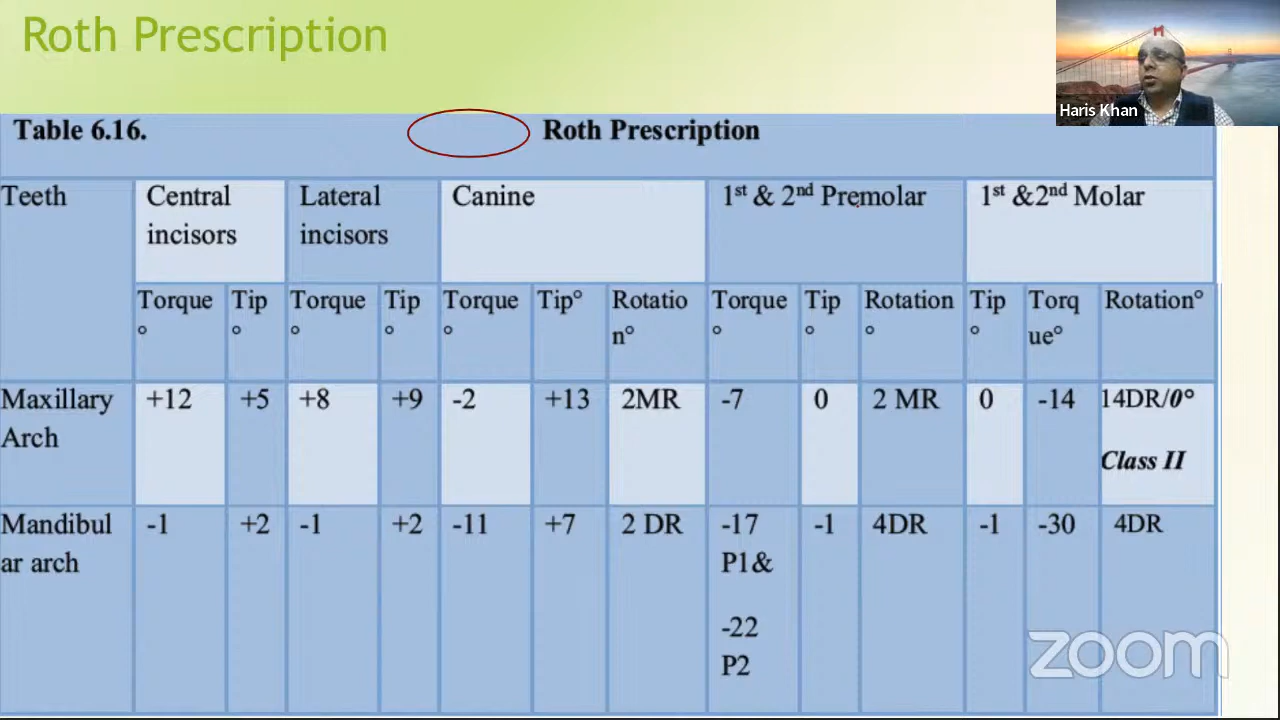 Roth Prescription
Haris Khan
Table 6.16. Roth Prescription
Teeth Central incisors Lateral incisors Canine 1st & 2nd Premolar 1st &2nd Molar
Torque ° Tip ° Torque ° Tip ° Torque ° Tip° Rotatio n° Torque ° Tip ° Rotation ° Tip ° Torq ue° Rotation°
Maxillary Arch +12 +5 +8 +9 -2 +13 2MR -7 0 2 MR 0 -14 14DR/0° Class II
Mandibul ar arch -1 +2 -1 +2 -11 +7 2 DR -17 P1& -22 P2 -1 4DR -1 -30 4DR
zoom